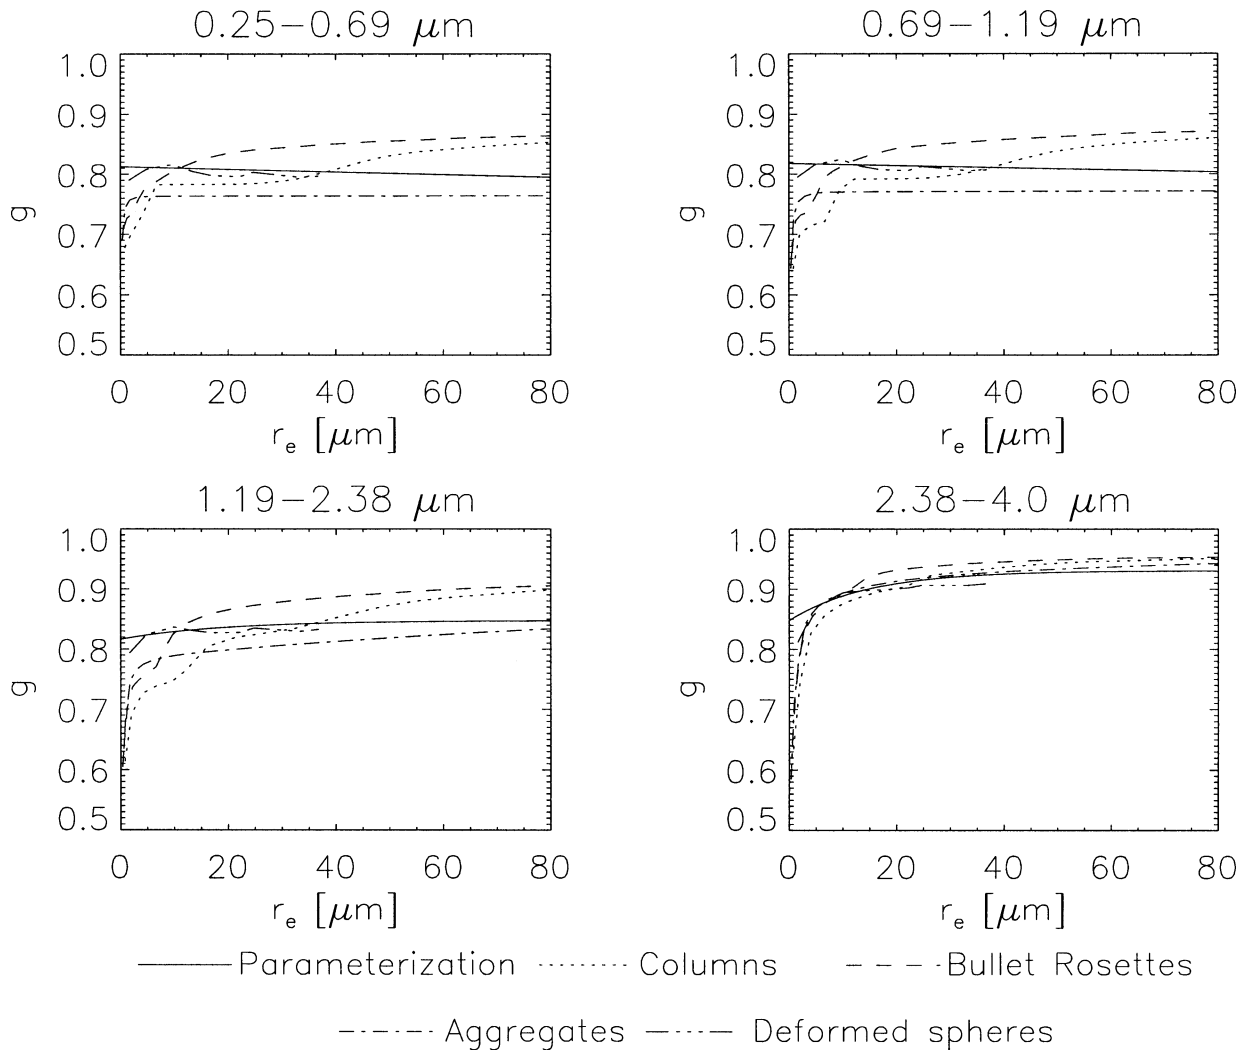 0.25−0.69 μm
1.0
0.9
0.8
0.7
0.6
0.5
g
0 20 40 60 80
r_e [μm]
0.69−1.19 μm
1.0
0.9
0.8
0.7
0.6
0.5
g
0 20 40 60 80
r_e [μm]
1.19−2.38 μm
1.0
0.9
0.8
0.7
0.6
0.5
g
0 20 40 60 80
r_e [μm]
2.38−4.0 μm
1.0
0.9
0.8
0.7
0.6
0.5
g
0 20 40 60 80
r_e [μm]
Parameterization Columns Bullet Rosettes
Aggregates Deformed spheres